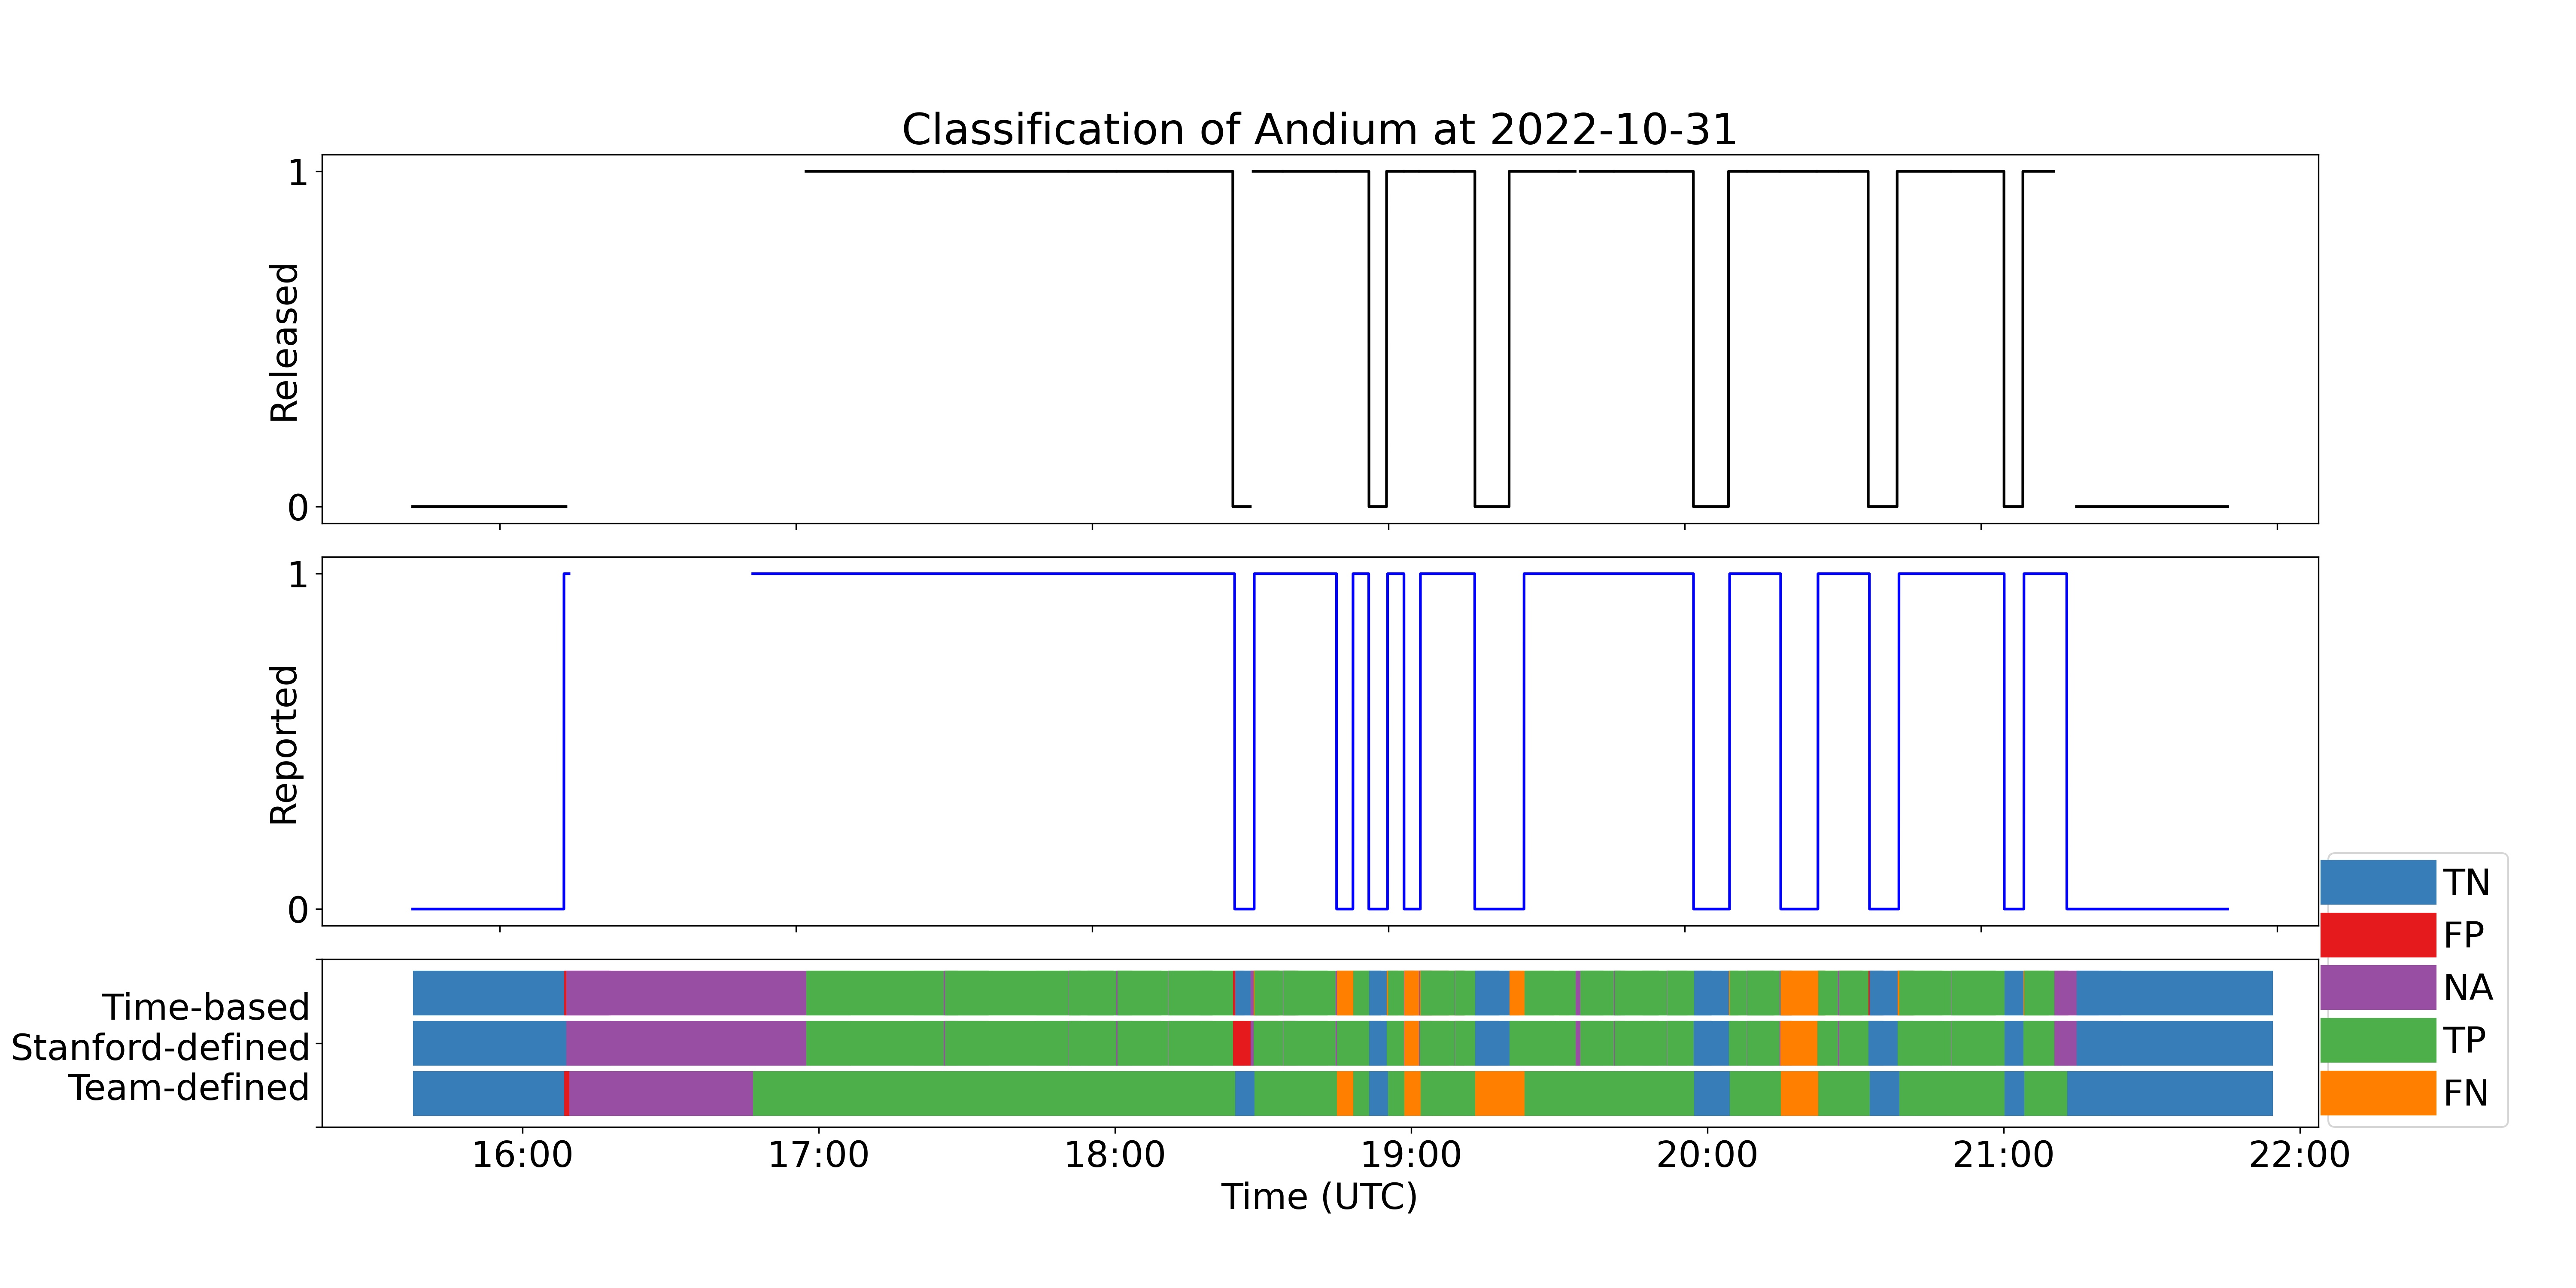 Classification of Andium at 2022-10-31
1
Released
0
1
Reported
0
TN
FP
NA
TP
FN
Time-based
Stanford-defined
Team-defined
16:00 17:00 18:00 19:00 20:00 21:00 22:00
Time (UTC)